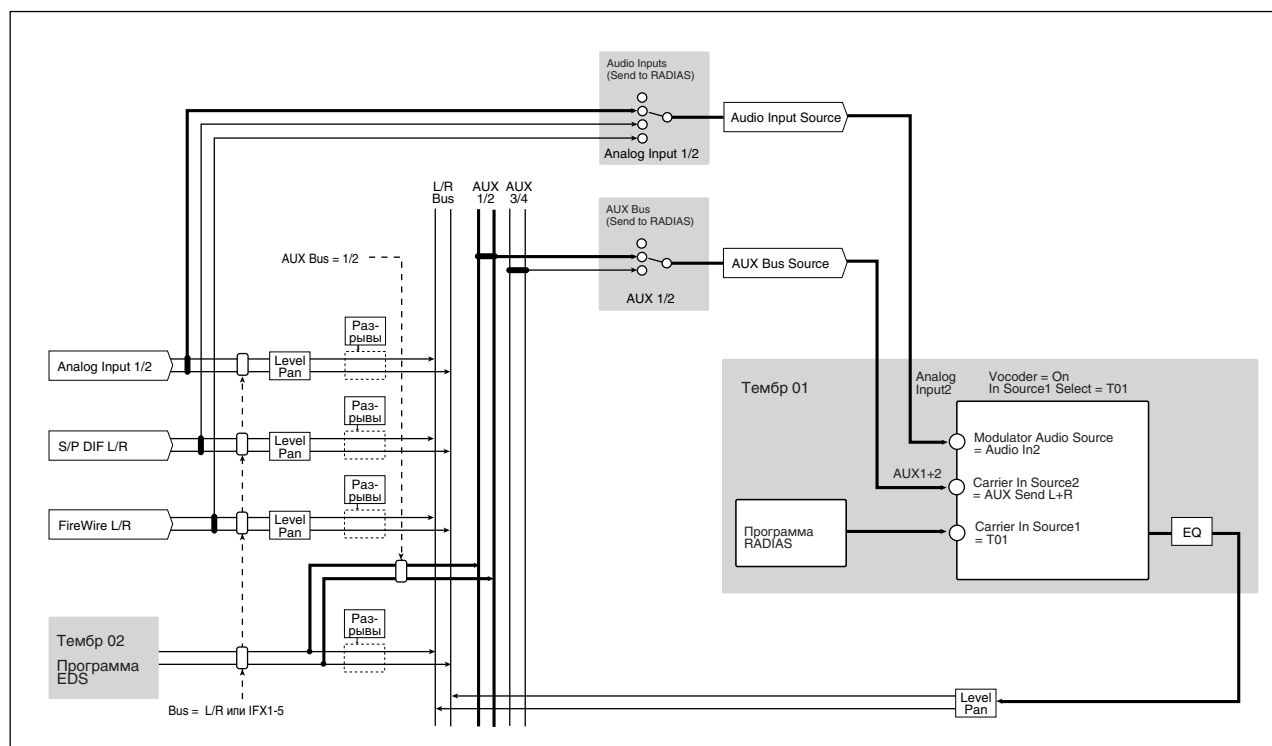 Audio Inputs
(Send to RADIAS)
Analog Input 1/2
Audio Input Source
L/R
Bus
AUX
1/2
AUX
3/4
AUX Bus
(Send to RADIAS)
AUX 1/2
AUX Bus Source
AUX Bus = 1/2
Раз-
рывы
Analog Input 1/2
Level
Pan
Раз-
рывы
S/P DIF L/R
Level
Pan
Раз-
рывы
FireWire L/R
Level
Pan
Тембр 01
Analog
Input2
Vocoder = On
In Source1 Select = T01
Modulator Audio Source
= Audio In2
AUX1+2
Carrier In Source2
= AUX Send L+R
Программа
RADIAS
Carrier In Source1
= T01
EQ
Раз-
рывы
Тембр 02
Программа
EDS
Bus = L/R или IFX1-5
Level
Pan